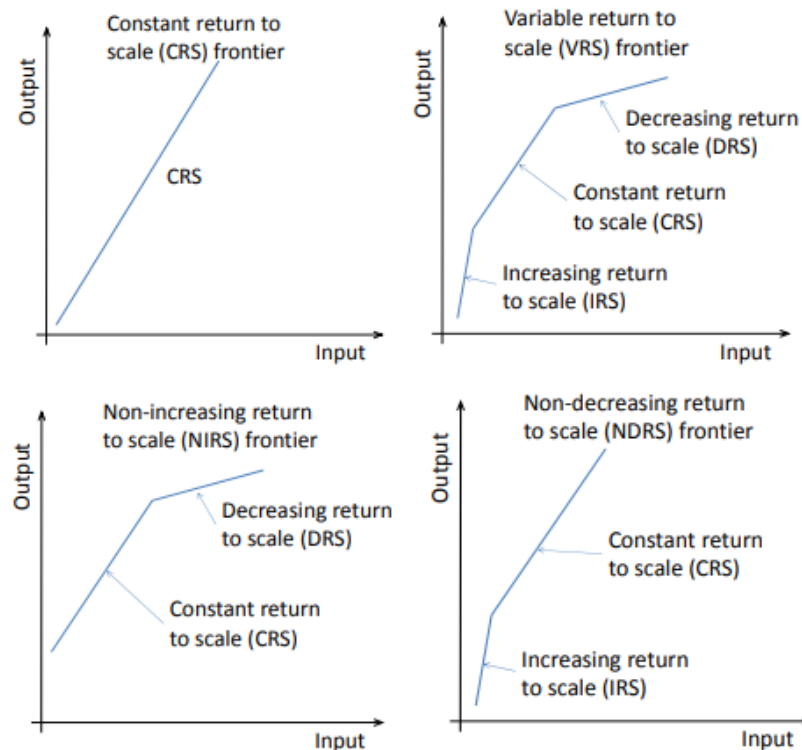 Constant return to
scale (CRS) frontier
Output
CRS
Input
Variable return to
scale (VRS) frontier
Output
Decreasing return
to scale (DRS)
Constant return
to scale (CRS)
Increasing return
to scale (IRS)
Input
Non-increasing return
to scale (NIRS) frontier
Output
Decreasing return
to scale (DRS)
Constant return
to scale (CRS)
Input
Non-decreasing return
to scale (NDRS) frontier
Output
Constant return
to scale (CRS)
Increasing return
to scale (IRS)
Input